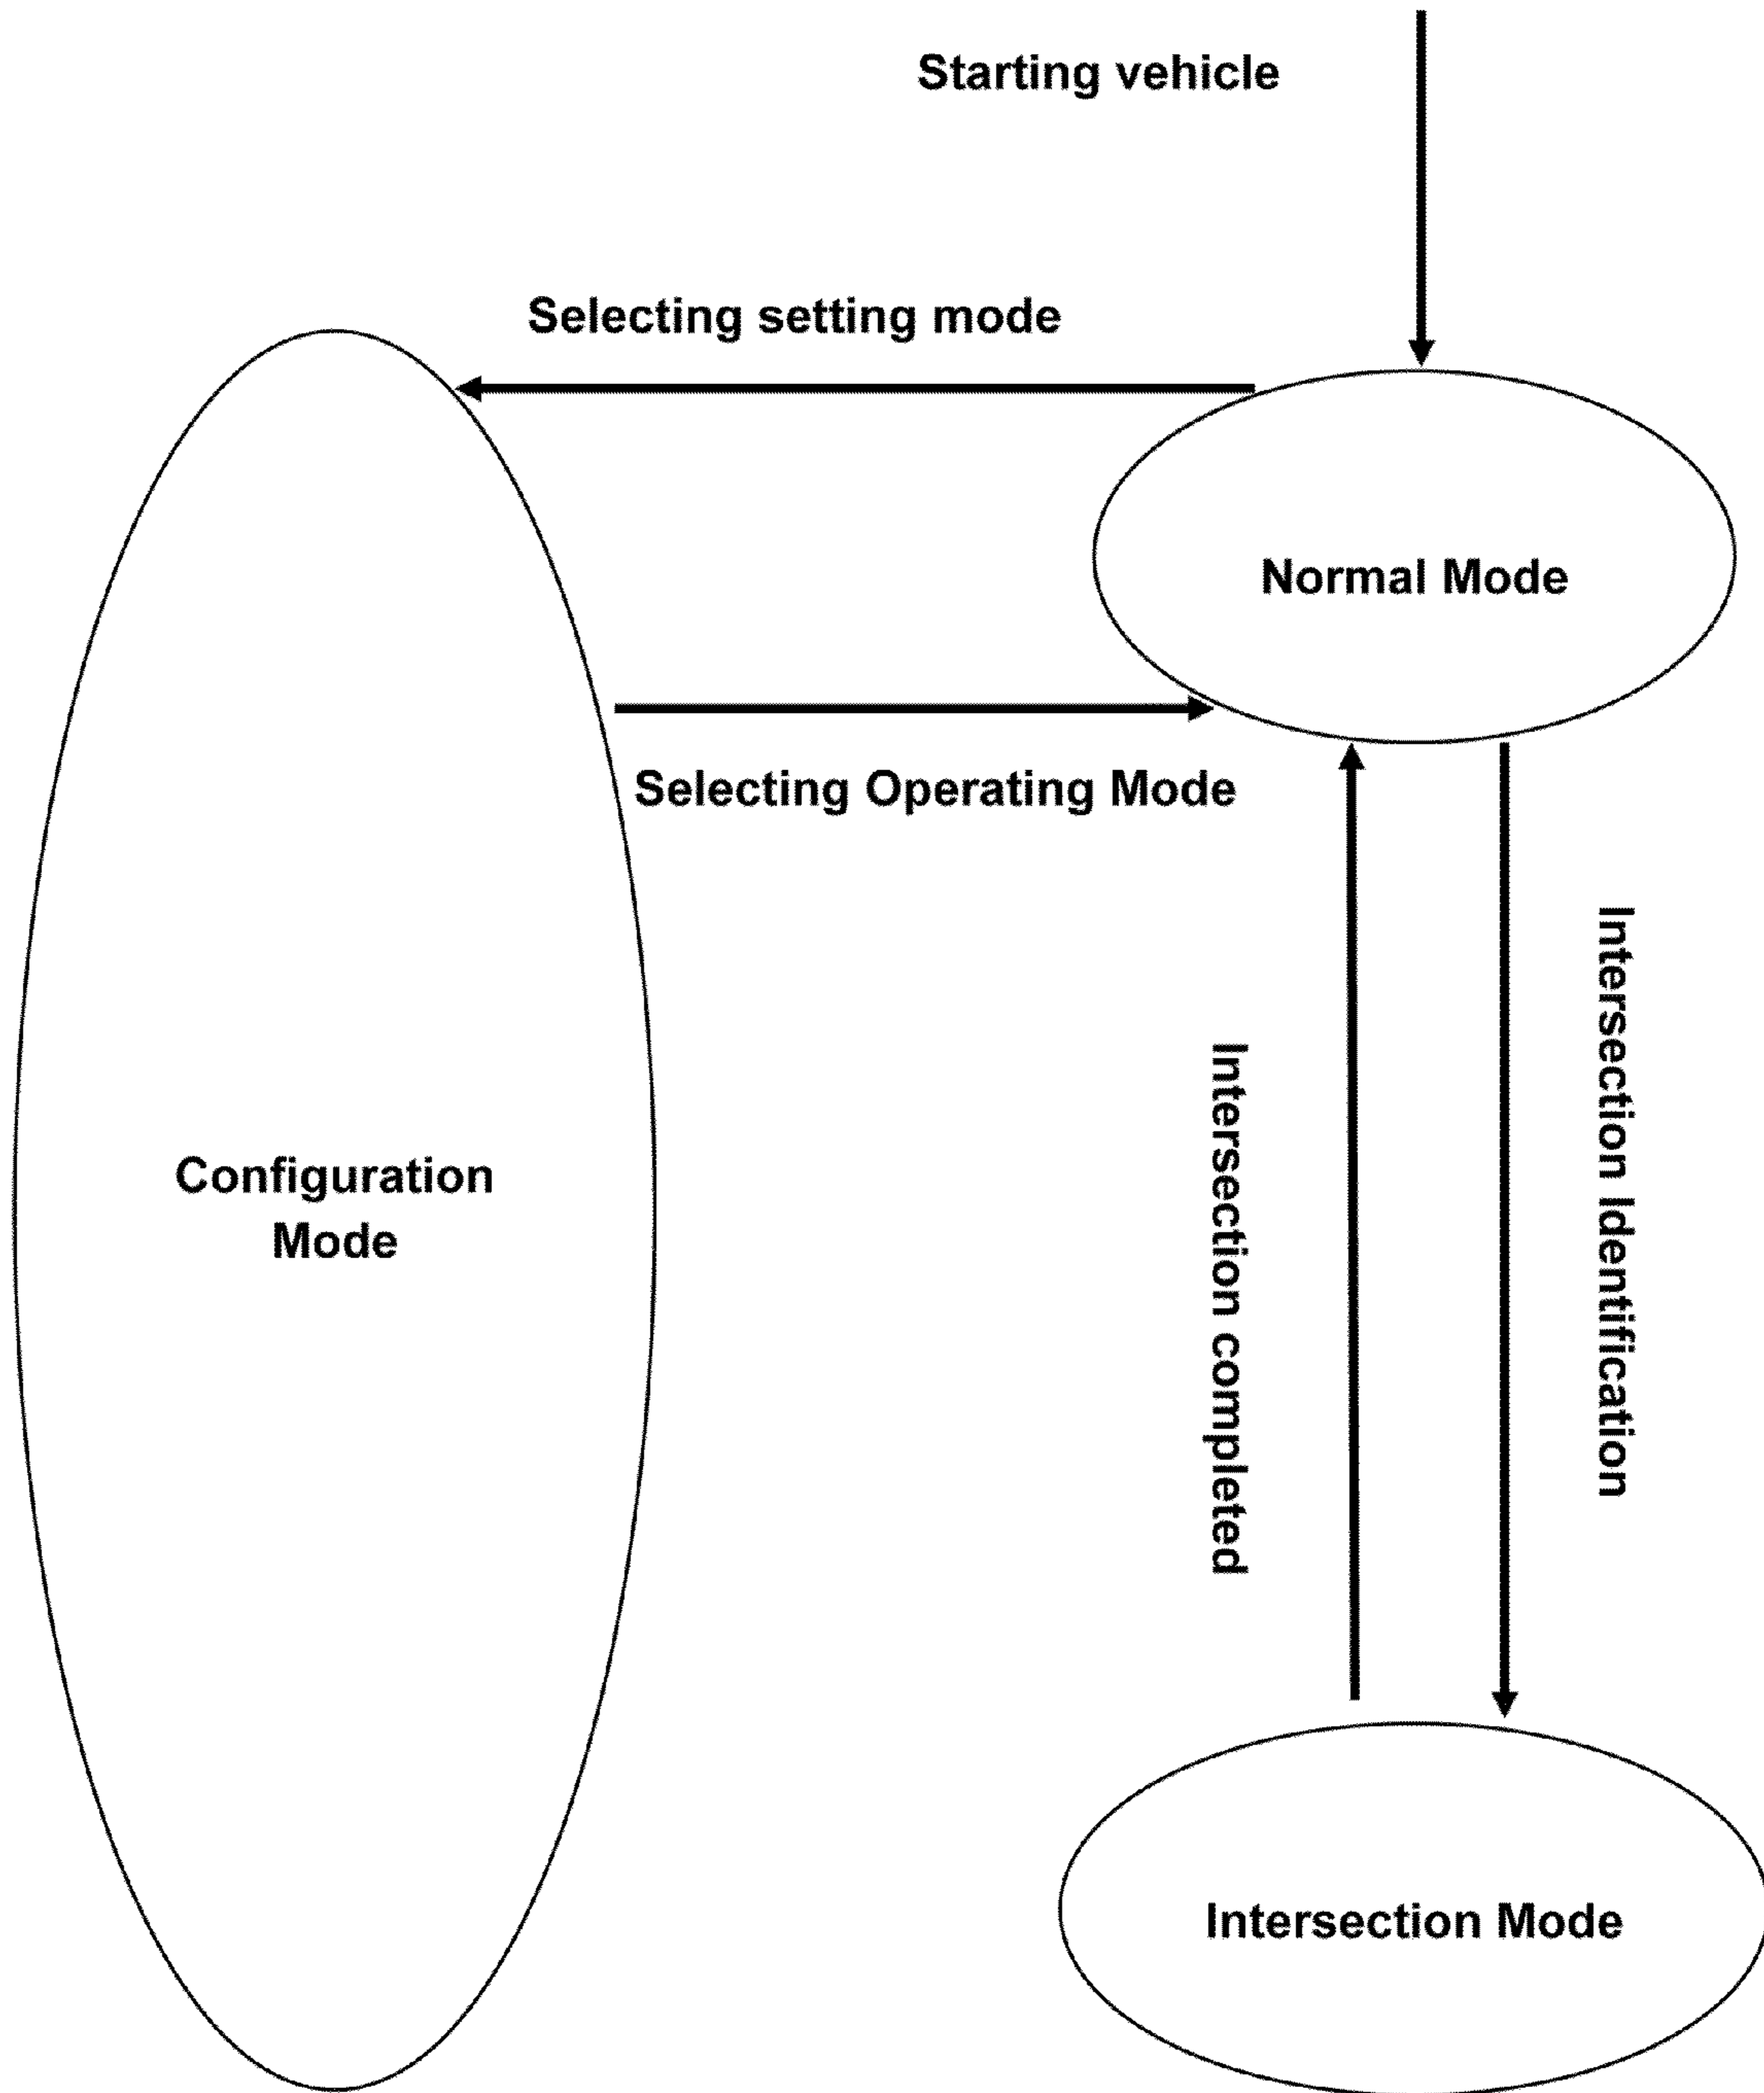 Starting vehicle
Selecting setting mode
Normal Mode
Selecting Operating Mode
Intersection Identification
Intersection completed
Configuration
Mode
Intersection Mode